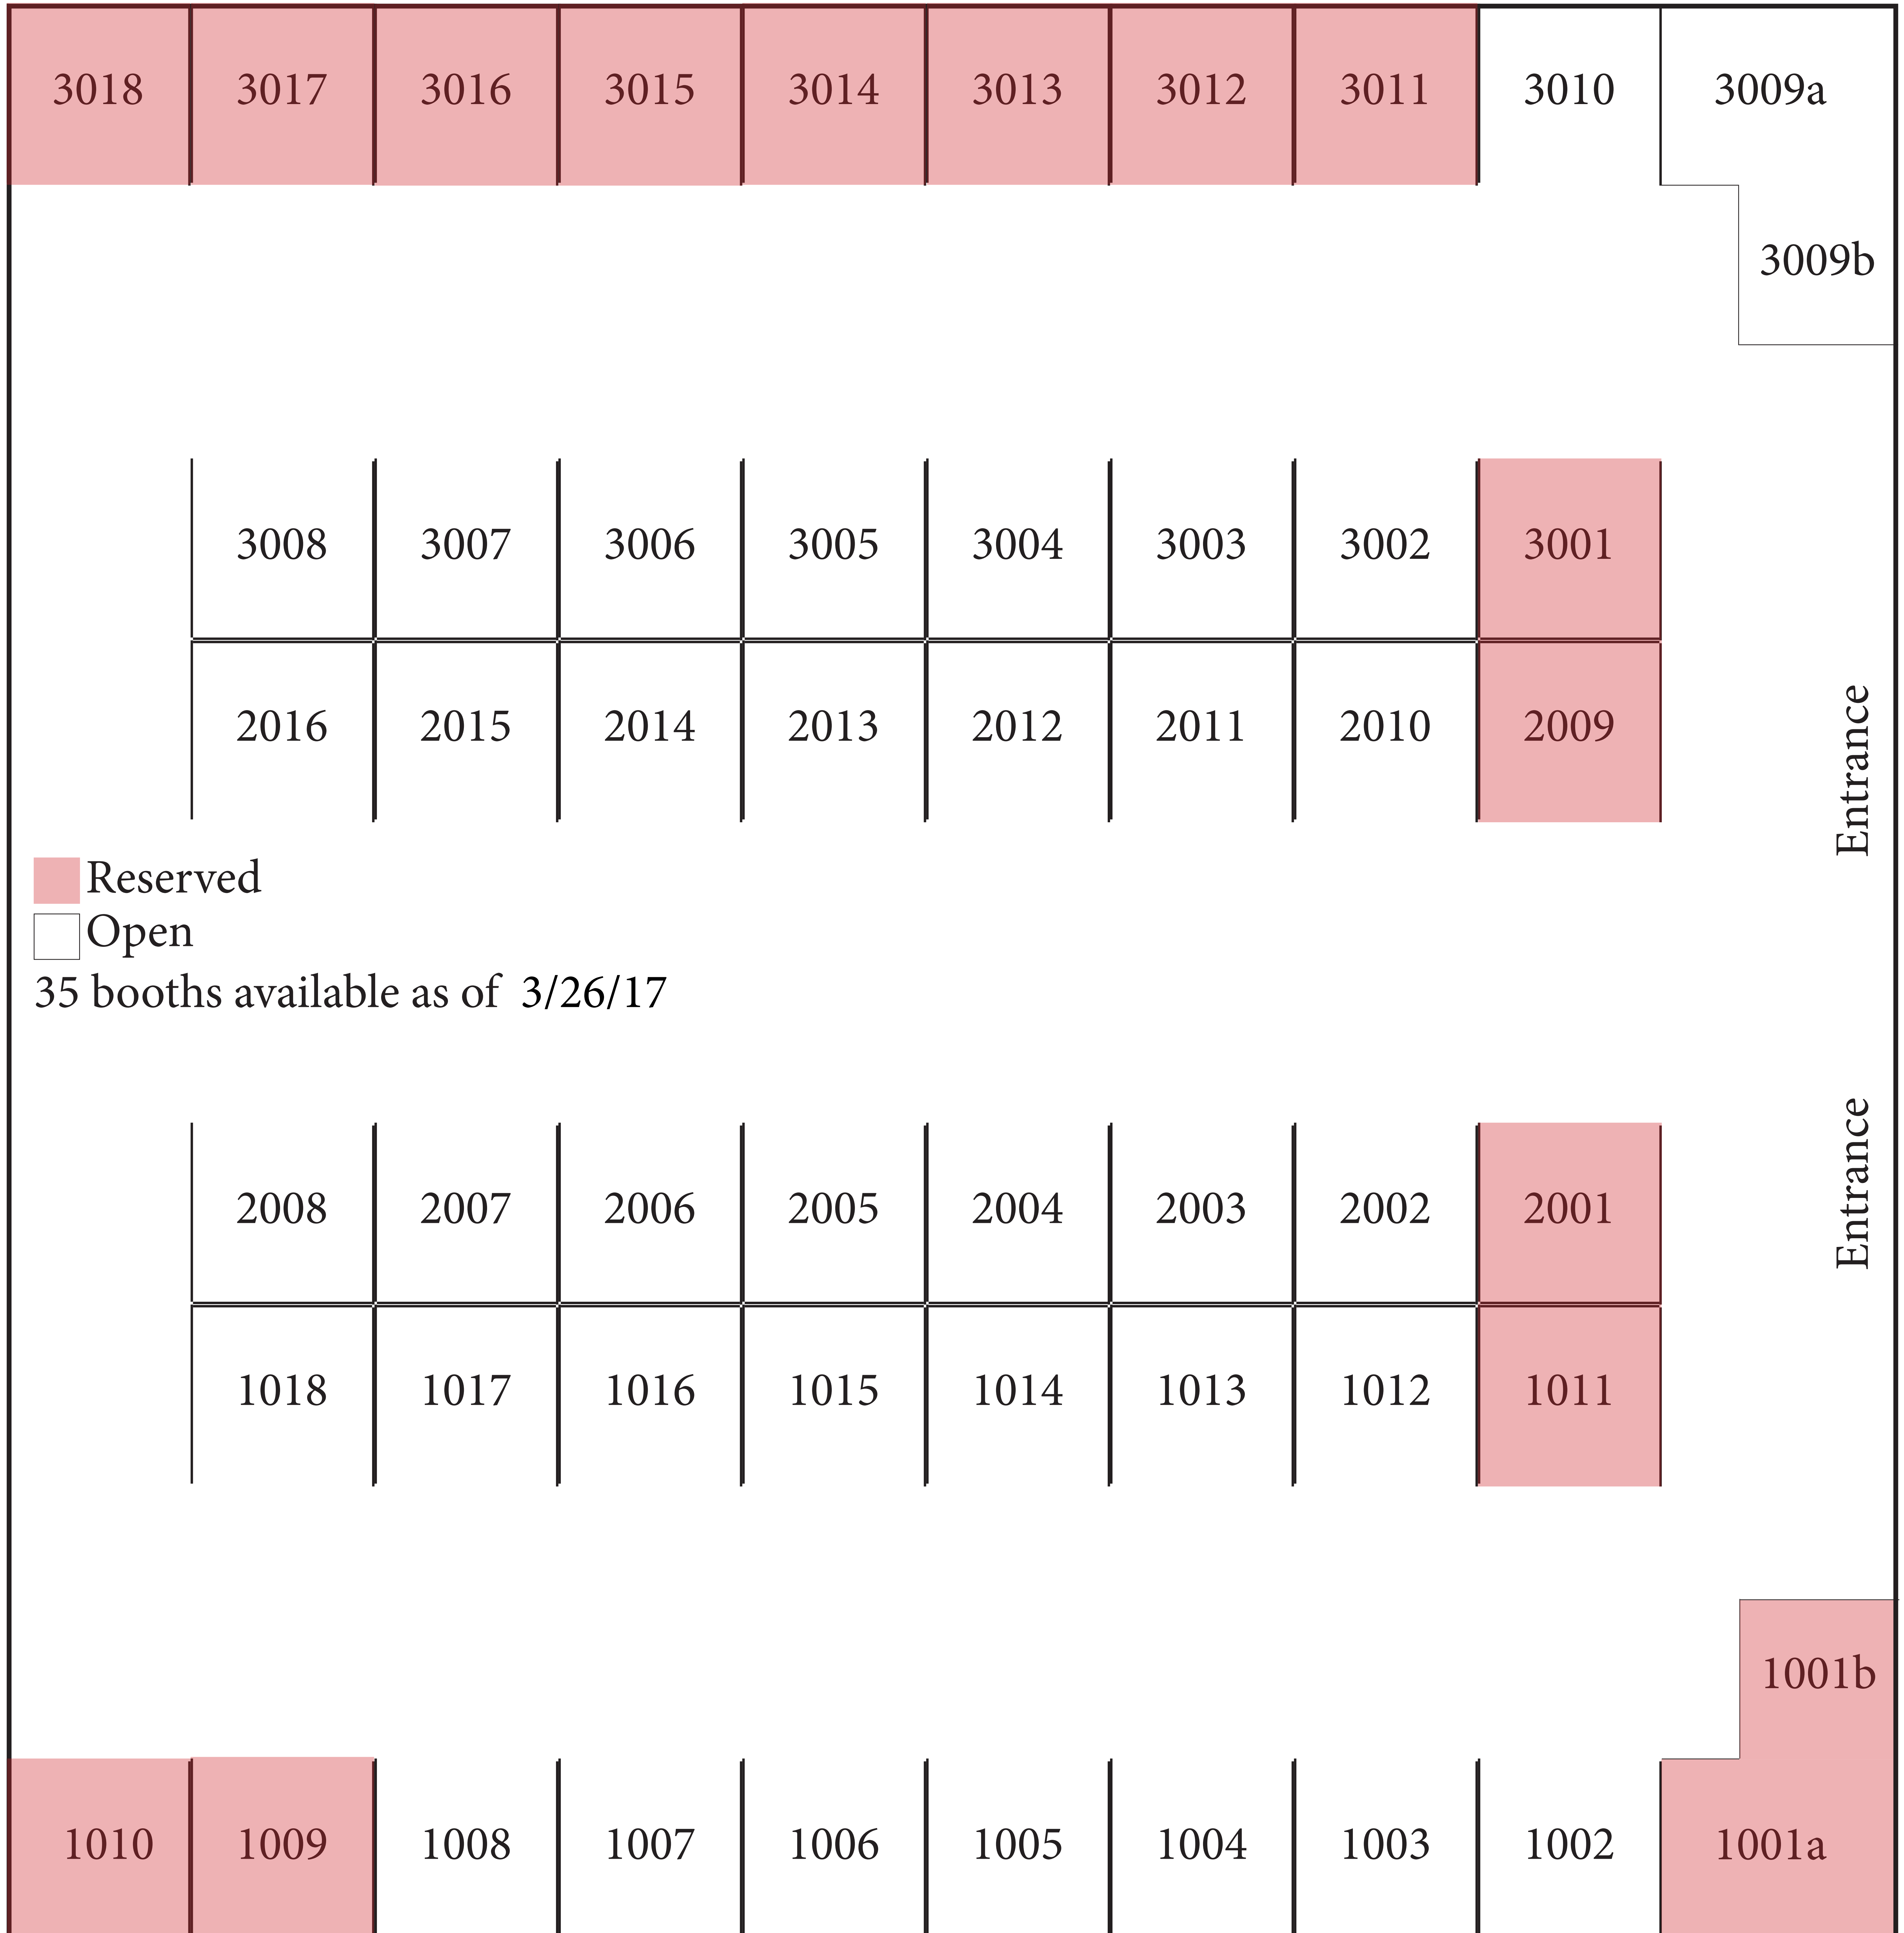 3018 3017 3016 3015 3014 3013 3012 3011 3010 3009a
3009b
3008 3007 3006 3005 3004 3003 3002 3001
2016 2015 2014 2013 2012 2011 2010 2009
Entrance
Reserved
Open
35 booths available as of 3/26/17
Entrance
2008 2007 2006 2005 2004 2003 2002 2001
1018 1017 1016 1015 1014 1013 1012 1011
1001b
1010 1009 1008 1007 1006 1005 1004 1003 1002 1001a